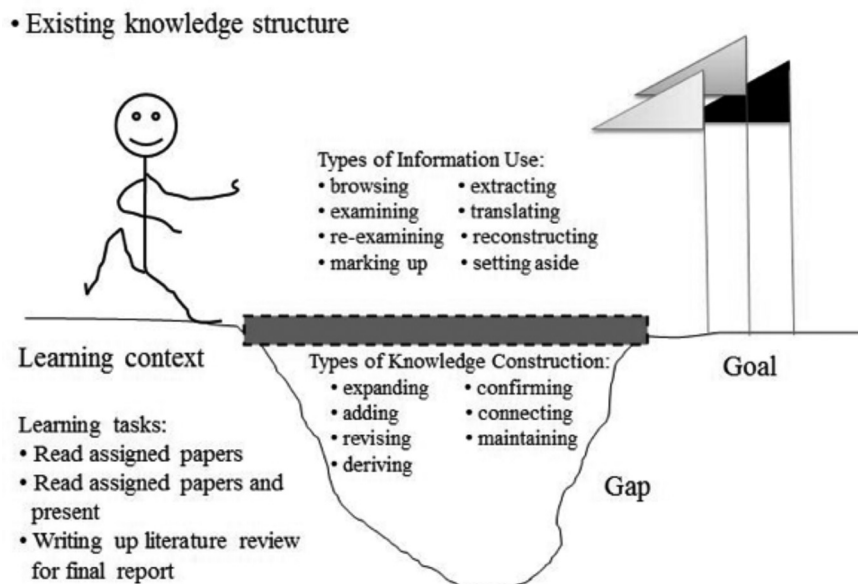 • Existing knowledge structure
Types of Information Use:
• browsing • extracting
• examining • translating
• re-examining • reconstructing
• marking up • setting aside
Learning context
Types of Knowledge Construction:
• expanding • confirming
• adding • connecting
• revising • maintaining
• deriving
Goal
Gap
Learning tasks:
• Read assigned papers
• Read assigned papers and
present
• Writing up literature review
for final report